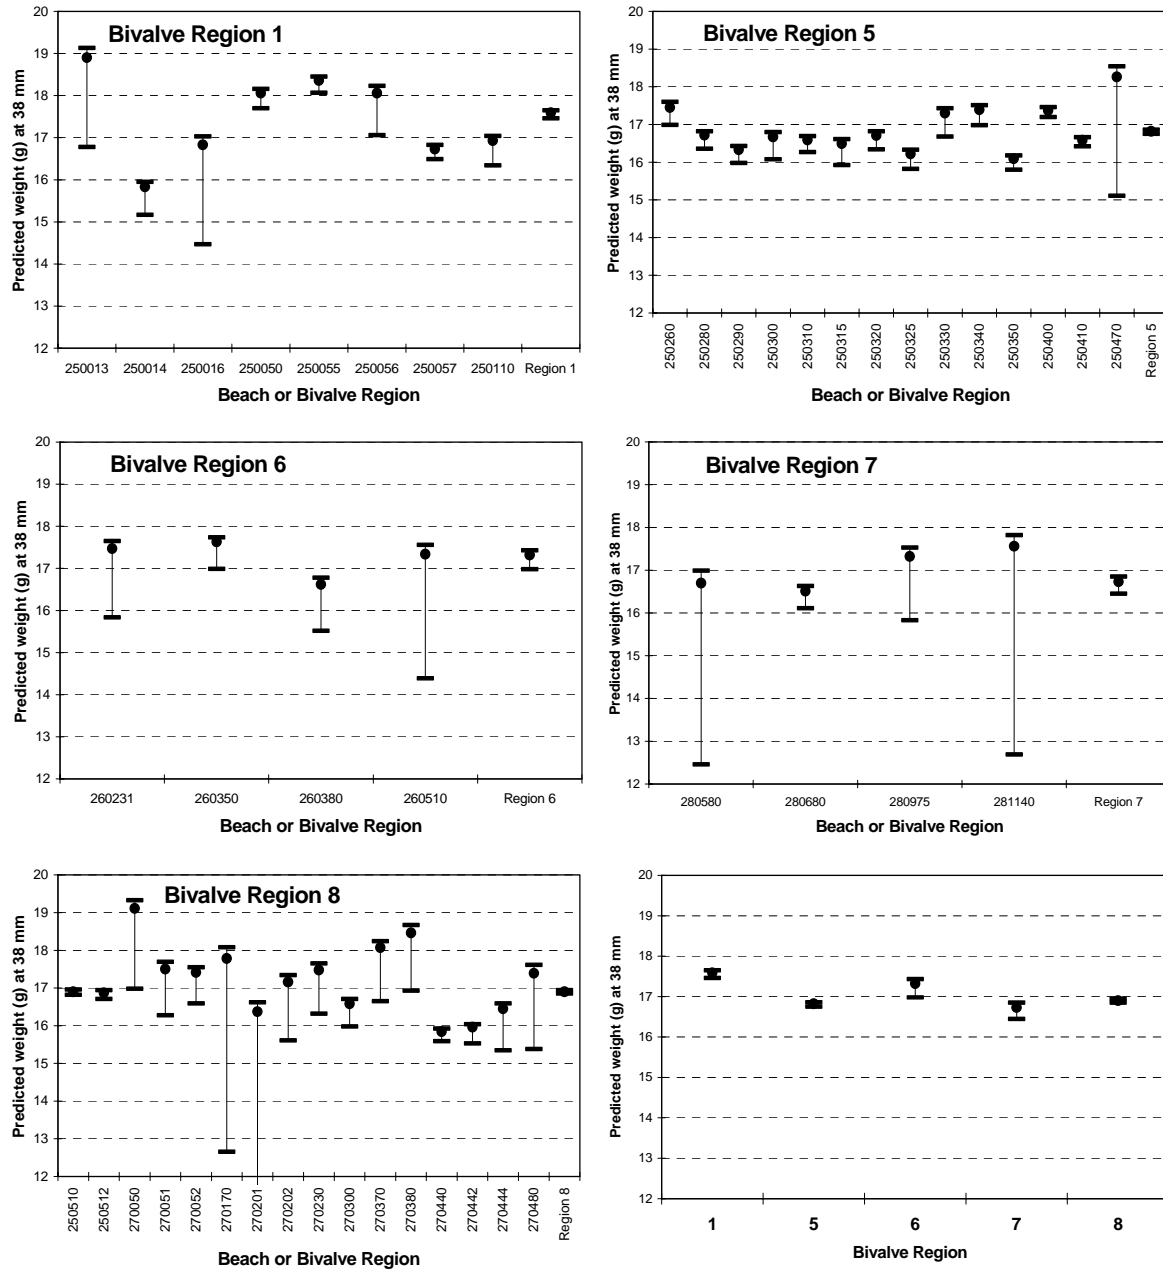 Bivalve Region 1
Predicted weight (g) at 38 mm
20
19
18
17
16
15
14
13
12
250013 250014 250016 250050 250055 250056 250057 250110 Region 1
Beach or Bivalve Region
Bivalve Region 5
Predicted weight (g) at 38 mm
20
19
18
17
16
15
14
13
12
250260 250280 250290 250300 250310 250315 250320 250325 250330 250340 250350 250400 250410 250470 Region 5
Beach or Bivalve Region
Bivalve Region 6
Predicted weight (g) at 38 mm
20
19
18
17
16
15
14
13
12
260231 260350 260380 260510 Region 6
Beach or Bivalve Region
Bivalve Region 7
Predicted weight (g) at 38 mm
20
19
18
17
16
15
14
13
12
280580 280680 280975 281140 Region 7
Beach or Bivalve Region
Bivalve Region 8
Predicted weight (g) at 38 mm
20
19
18
17
16
15
14
13
12
250510 250512 270050 270051 270052 270170 270201 270202 270230 270300 270370 270380 270440 270442 270444 270480 Region 8
Beach or Bivalve Region
Predicted weight (g) at 38 mm
20
19
18
17
16
15
14
13
12
1 5 6 7 8
Bivalve Region